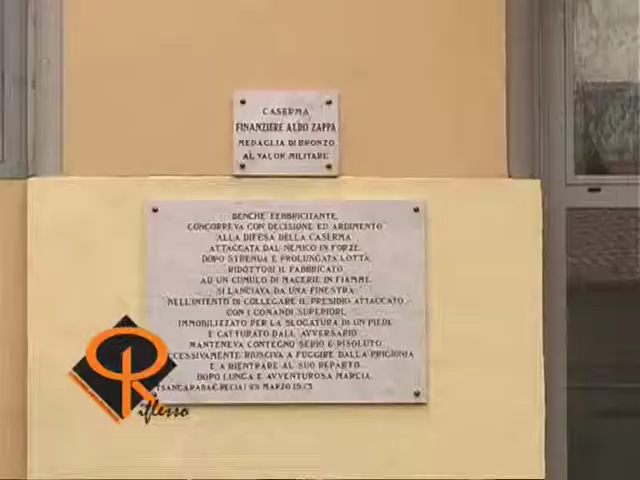 CASERMA
FINANZIERE ALDO ZAPPA
MEDAGLIA DI BRONZO
AL VALOR MILITARE
BENCHE FEBBRICITANTE,
CONCORREVA CON DECISIONE ED ARDIMENTO
ALLA DIFESA DELLA CASERMA
ATTACCATA DAL NEMICO IN FORZE.
DOPO STRENUA E PROLUNGATA LOTTA,
RIDOTTOSI IL FABBRICATO
AD UN CUMULO DI MACERIE IN FIAMME,
SI LANCIAVA DA UNA FINESTRA
NELL'INTENTO DI COLLEGARE IL PRESIDIO ATTACCATO
CON I COMANDI SUPERIORI.
IMMOBILIZZATO PER LA SLOGATURA DI UN PIEDE
E CATTURATO DALL'AVVERSARIO
MANTENEVA CONTEGNO SERIO E RISOLUTO.
CCESSIVAMENTE RIUSCIVA A FUGGIRE DALLA PRIGIONIA
E A RIENTRARE AL SUO REPARTO
DOPO LUNGA E AVVENTUROSA MARCIA.
MARZO
Riflesso